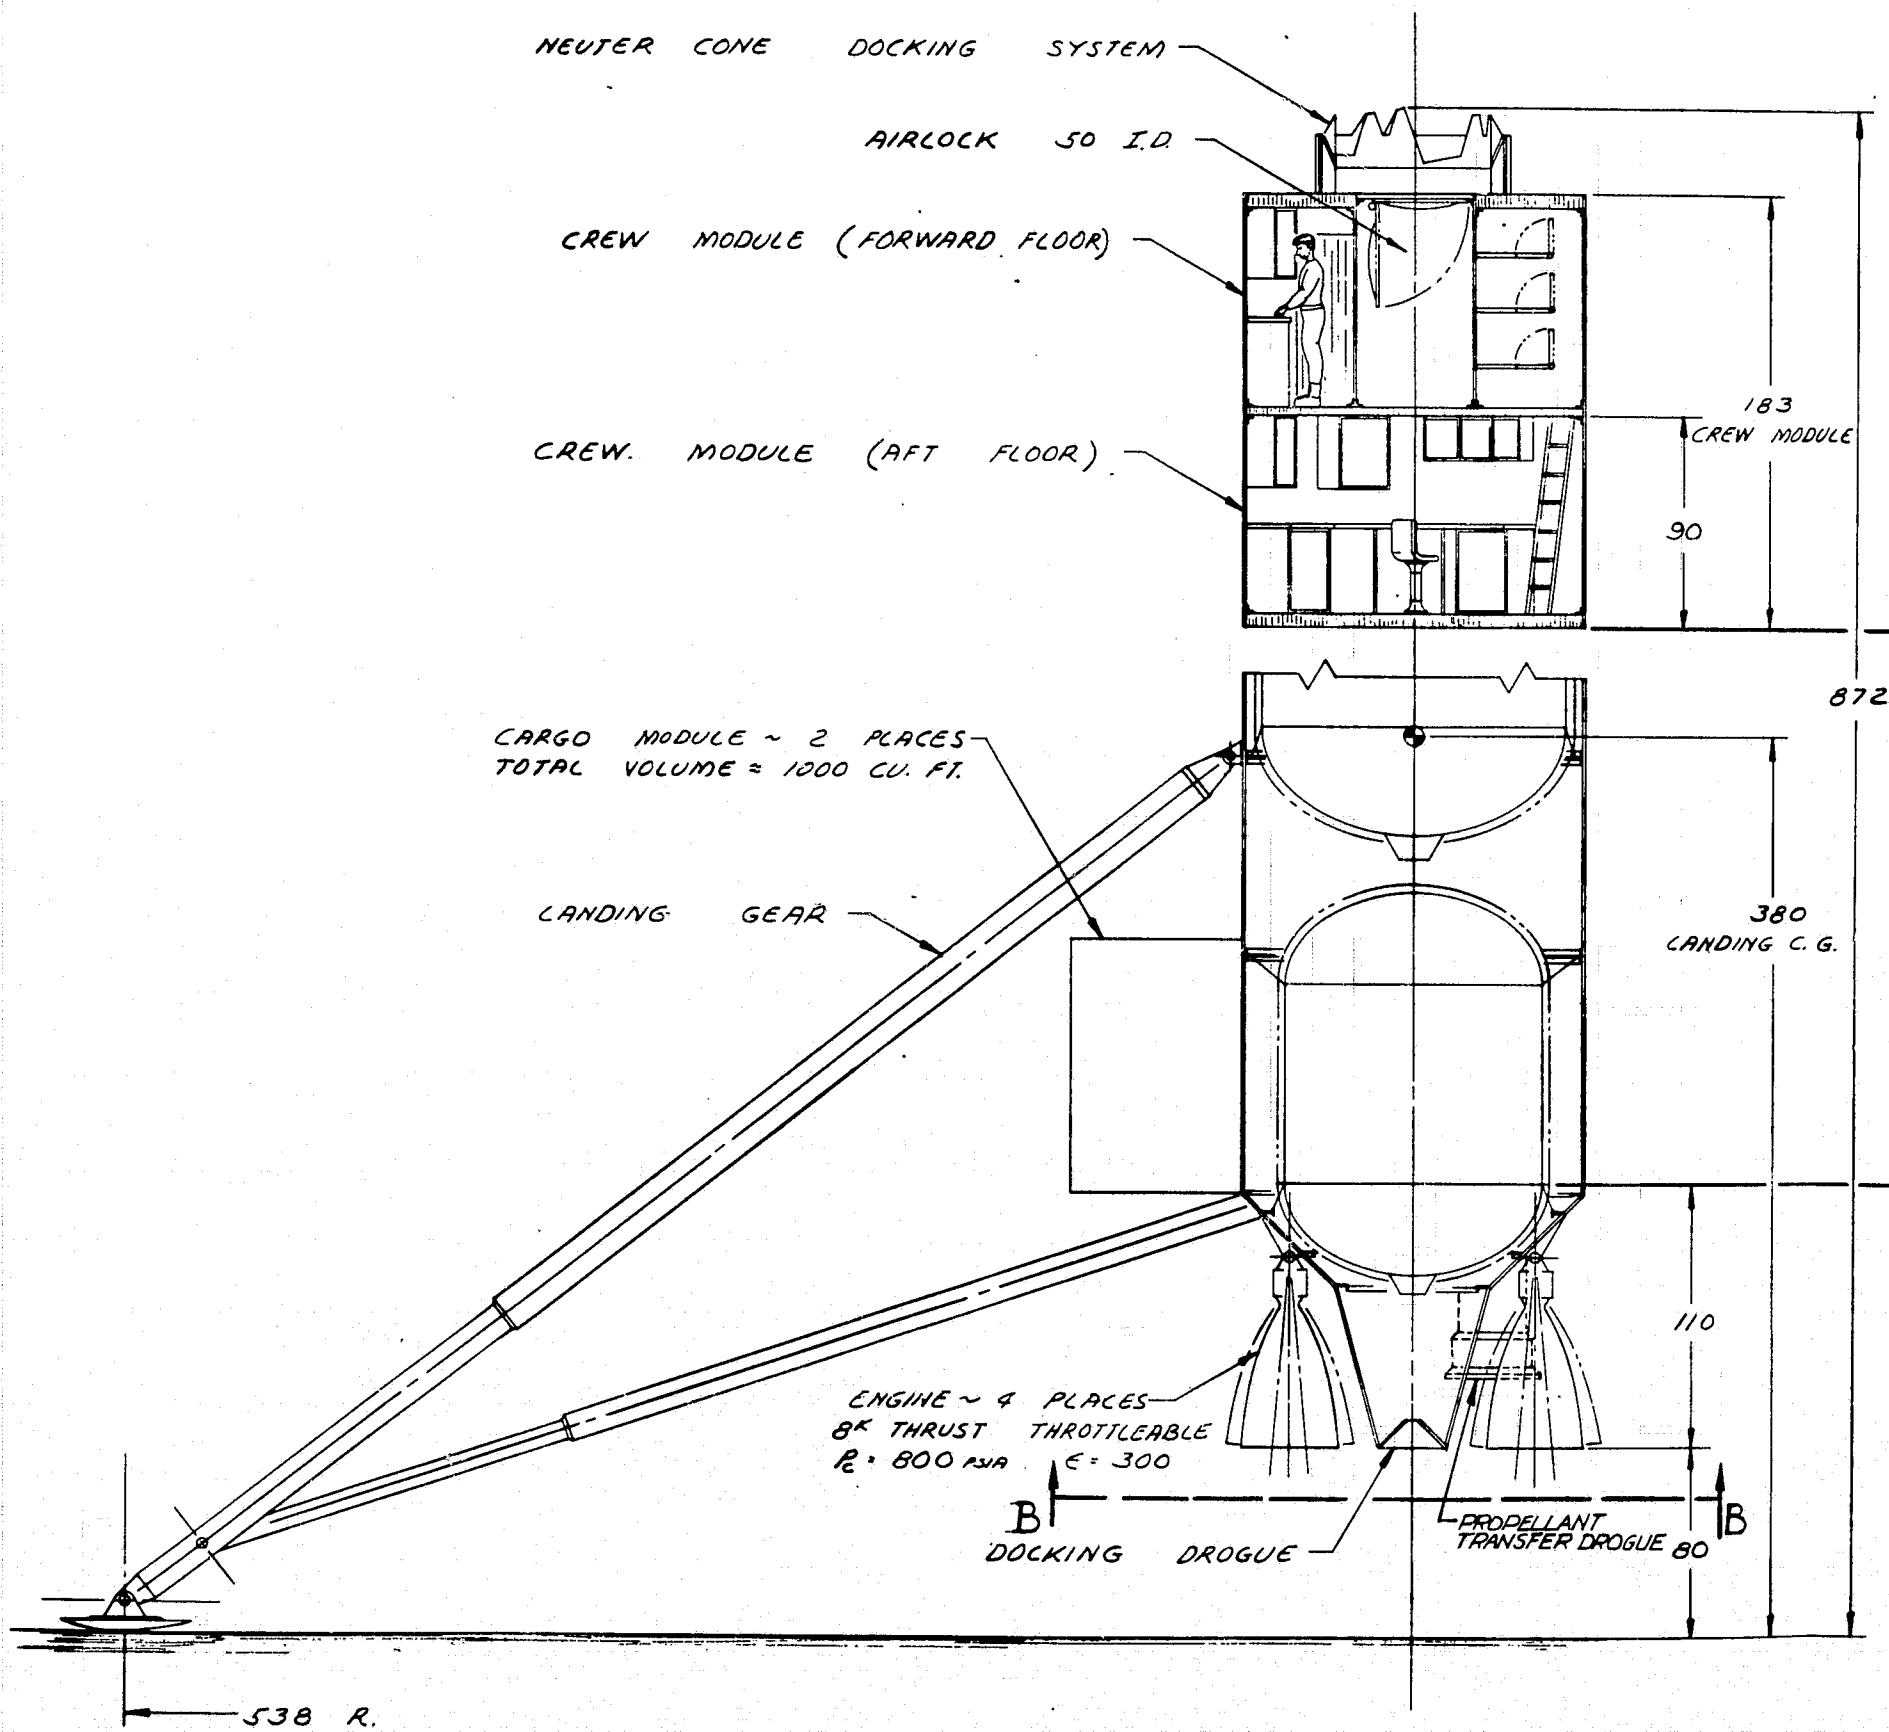 NEUTER CONE DOCKING SYSTEM
AIRLOCK 50 I.D.
CREW MODULE (FORWARD FLOOR)
183
CREW MODULE
CREW. MODULE (AFT FLOOR)
90
872
CARGO MODULE ~ 2 PLACES
TOTAL VOLUME ≈ 1000 CU. FT.
LANDING GEAR
380
LANDING C.G.
110
ENGINE ~ 4 PLACES
8K THRUST THROTTLEABLE
Pc = 800 PSIA ε = 300
B
B
PROPELLANT
TRANSFER DROGUE
DOCKING DROGUE
80
538 R.